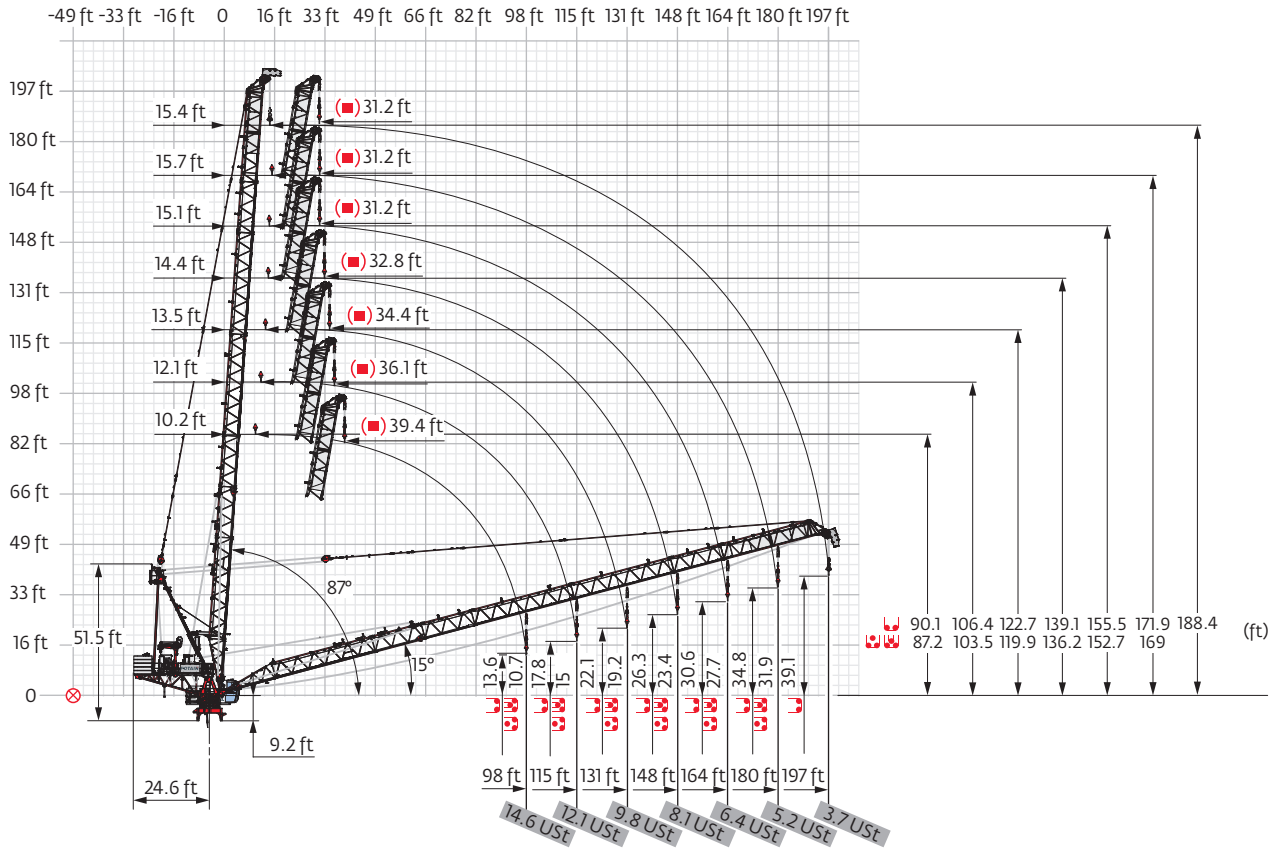 -49 ft -33 ft -16 ft 0 16 ft 33 ft 49 ft 66 ft 82 ft 98 ft 115 ft 131 ft 148 ft 164 ft 180 ft 197 ft
197 ft
15.4 ft (■) 31.2 ft
180 ft
15.7 ft (■) 31.2 ft
164 ft
15.1 ft (■) 31.2 ft
148 ft
14.4 ft (■) 32.8 ft
131 ft
13.5 ft (■) 34.4 ft
115 ft
12.1 ft (■) 36.1 ft
98 ft
10.2 ft (■) 39.4 ft
82 ft
66 ft
49 ft
87°
33 ft
51.5 ft
90.1 106.4 122.7 139.1 155.5 171.9 188.4 (ft)
16 ft 87.2 103.5 119.9 136.2 152.7 169
15°
13.6 10.7 17.8 15 22.1 19.2 26.3 23.4 30.6 27.7 34.8 31.9 39.1
0
9.2 ft
24.6 ft
98 ft 115 ft 131 ft 148 ft 164 ft 180 ft 197 ft
14.6 USt 12.1 USt 9.8 USt 8.1 USt 6.4 USt 5.2 USt 3.7 USt